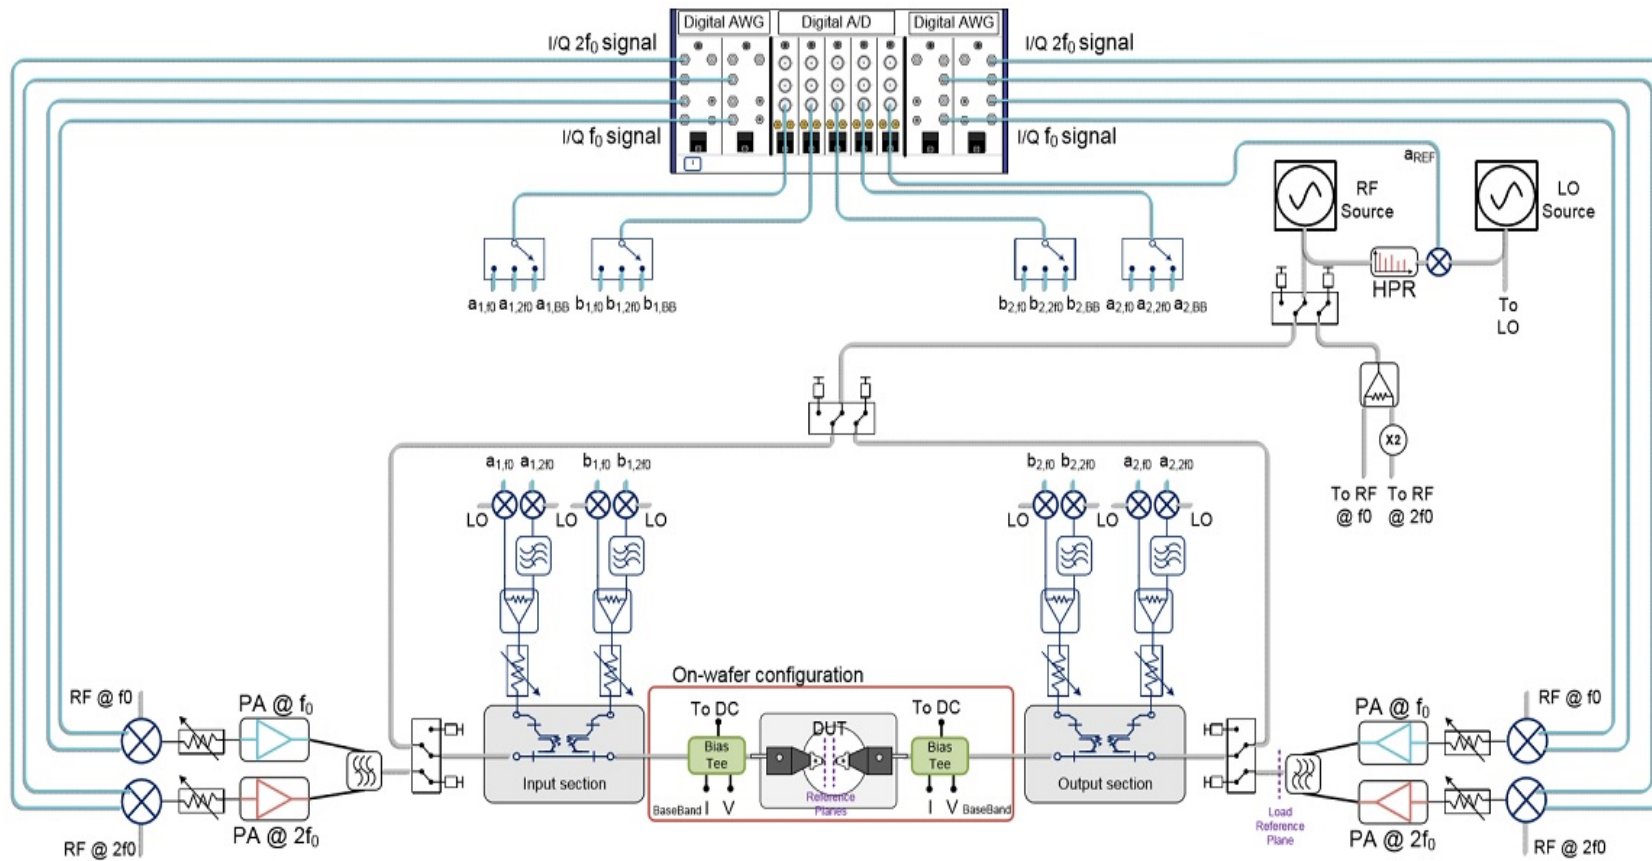 Digital AWG
Digital A/D
Digital AWG
I/Q 2f₀ signal
I/Q 2f₀ signal
I/Q f₀ signal
I/Q f₀ signal
a_REF
RF
Source
LO
Source
HPR
To
LO
a₁,f0 a₁,2f0 a₁,BB
b₁,f0 b₁,2f0 b₁,BB
b₂,f0 b₂,2f0 b₂,BB
a₂,f0 a₂,2f0 a₂,BB
X2
To RF
@ f0
To RF
@ 2f0
a₁,f0 a₁,2f0
b₁,f0 b₁,2f0
b₂,f0 b₂,2f0
a₂,f0 a₂,2f0
LO
LO
LO
LO
LO
LO
On-wafer configuration
To DC
DUT
To DC
Bias
Tee
Bias
Tee
Reference
Planes
BaseBand I V
I V BaseBand
Input section
Output section
RF @ f0
PA @ f₀
PA @ 2f₀
RF @ 2f0
Load
Reference
Plane
PA @ f₀
RF @ f0
PA @ 2f₀
RF @ 2f0